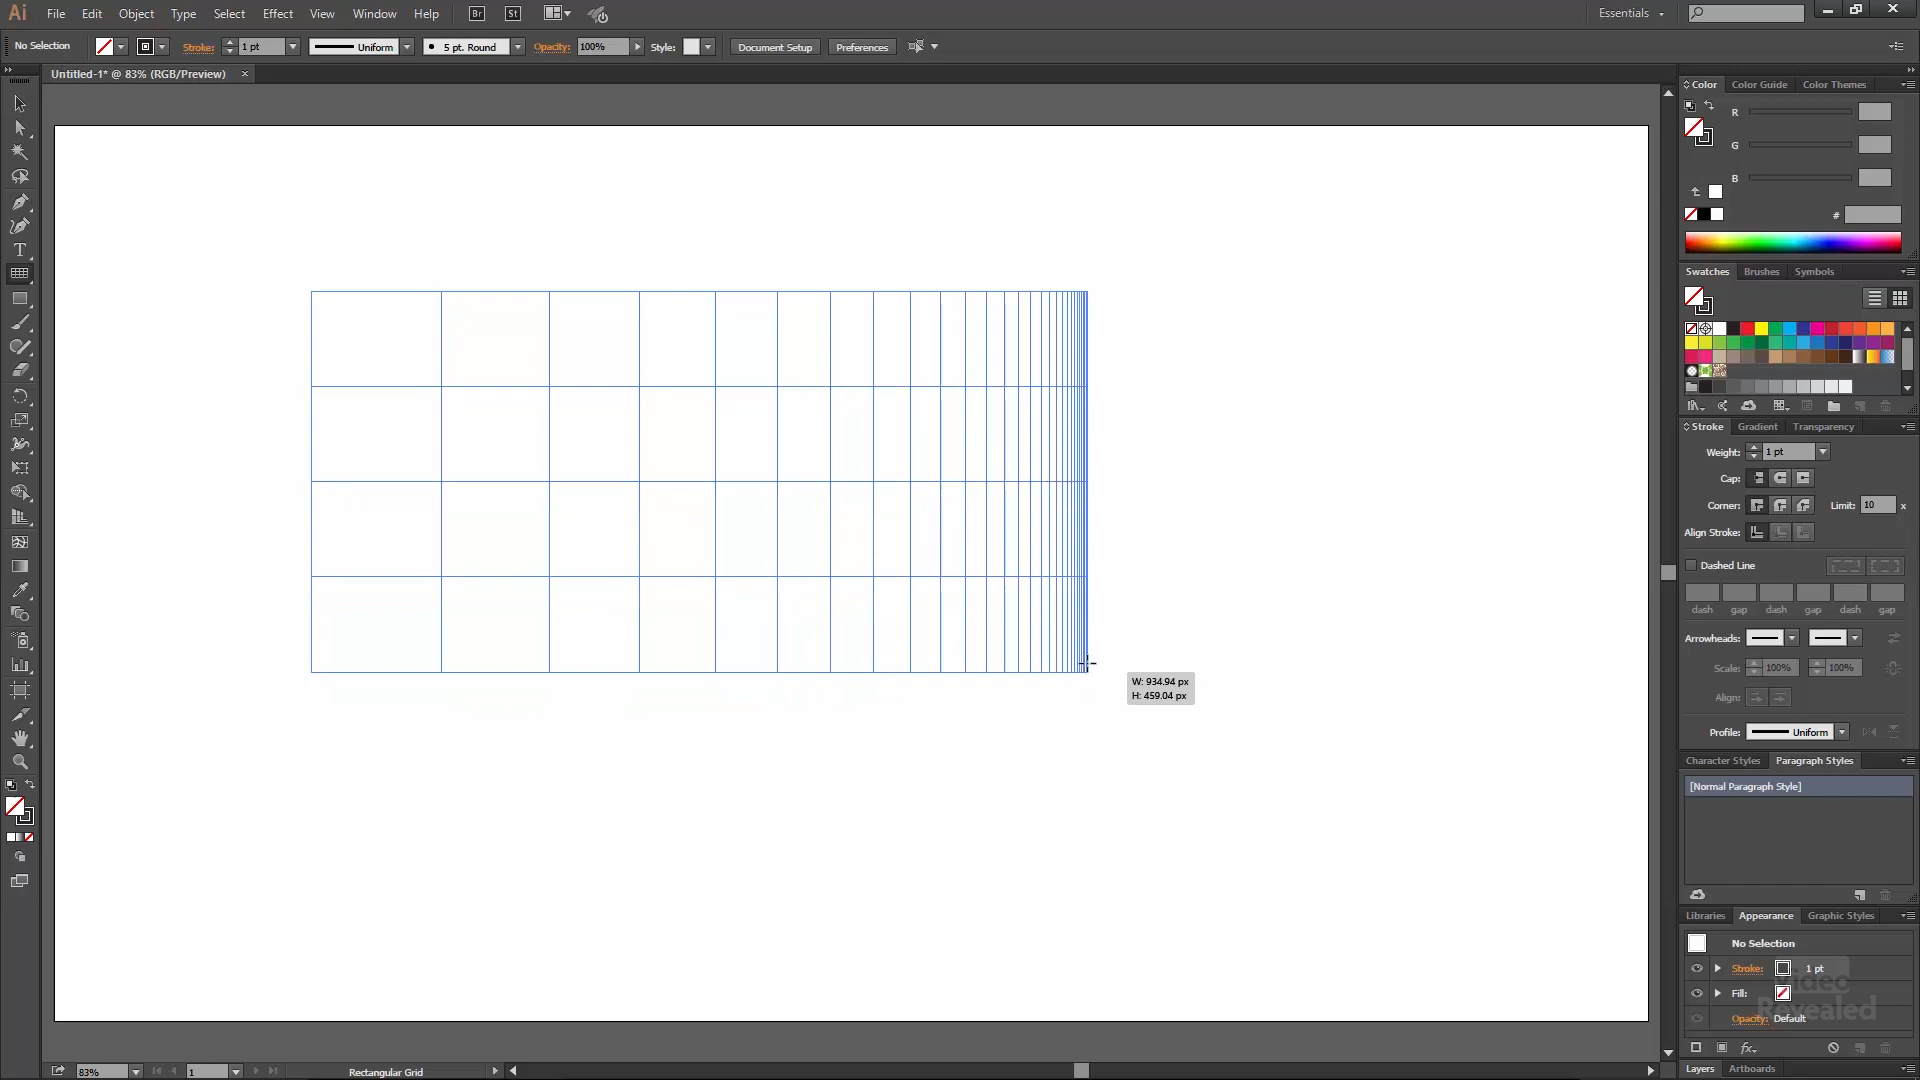 Ai File Edit Object Type Select Effect View Window Help Br St Essentials
No Selection Stroke: 1 pt Uniform 5 pt. Round Opacity: 100% Style: Document Setup Preferences
Untitled-1* @ 83% (RGB/Preview) ×
Color Color Guide Color Themes
R
G
B
#
Swatches Brushes Symbols
Stroke Gradient Transparency
Weight: 1 pt
Cap:
Corner: Limit: 10 x
Align Stroke:
Dashed Line
dash gap dash gap dash gap
Arrowheads:
Scale: 100% 100%
Align:
W: 934.94 px
H: 459.04 px
Profile: Uniform
Character Styles Paragraph Styles
[Normal Paragraph Style]
Libraries Appearance Graphic Styles
No Selection
Stroke: 1 pt
Fill:
Opacity: Default
Video
Revealed
fx
Layers Artboards
83% 1 Rectangular Grid